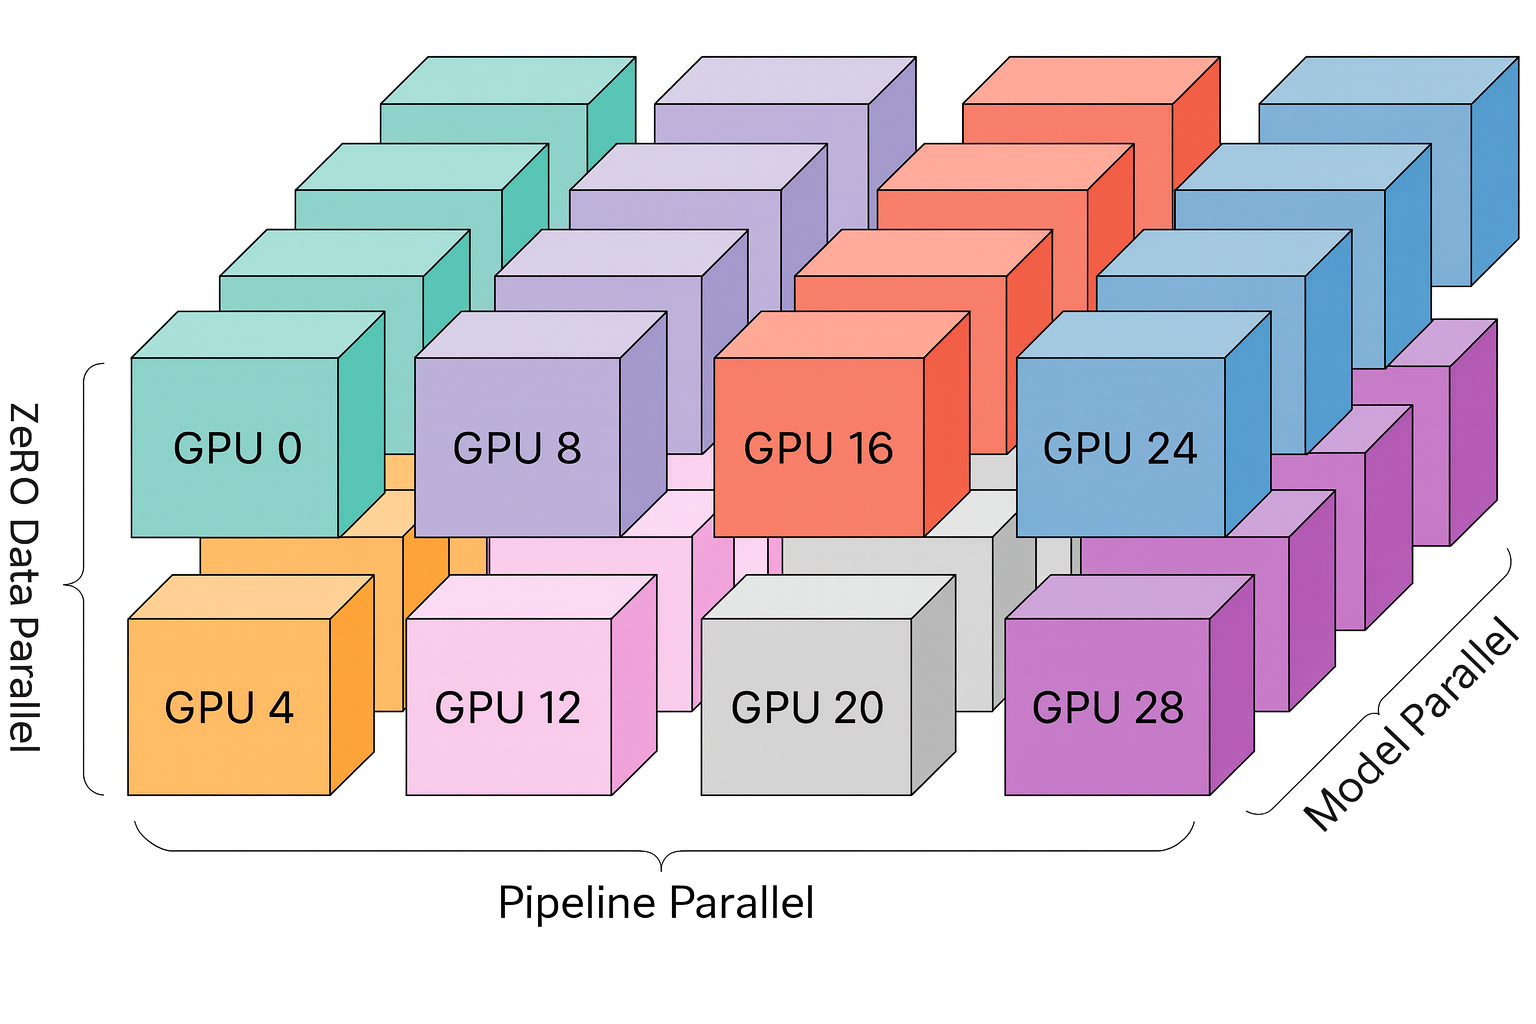 GPU 0
GPU 8
GPU 16
GPU 24
GPU 4
GPU 12
GPU 20
GPU 28
ZeRO Data Parallel
Model Parallel
Pipeline Parallel